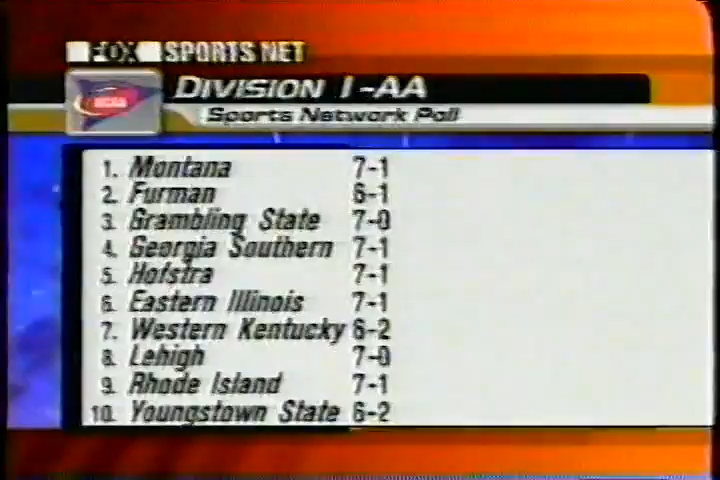 FOX SPORTS NET
NCAA
DIVISION I-AA
Sports Network Poll
1. Montana 7-1
2. Furman 6-1
3. Grambling State 7-0
4. Georgia Southern 7-1
5. Hofstra 7-1
6. Eastern Illinois 7-1
7. Western Kentucky 6-2
8. Lehigh 7-0
9. Rhode Island 7-1
10. Youngstown State 6-2